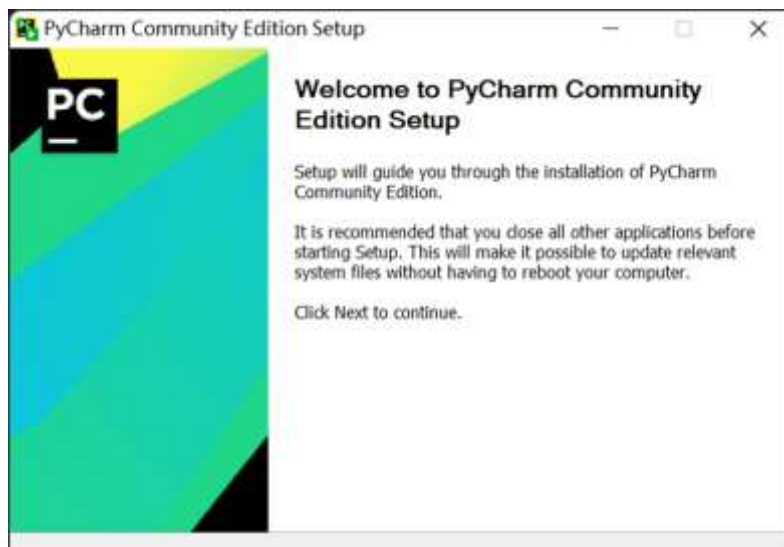 PyCharm Community Edition Setup
PC
Welcome to PyCharm Community
Edition Setup
Setup will guide you through the installation of PyCharm
Community Edition.
It is recommended that you close all other applications before
starting Setup. This will make it possible to update relevant
system files without having to reboot your computer.
Click Next to continue.